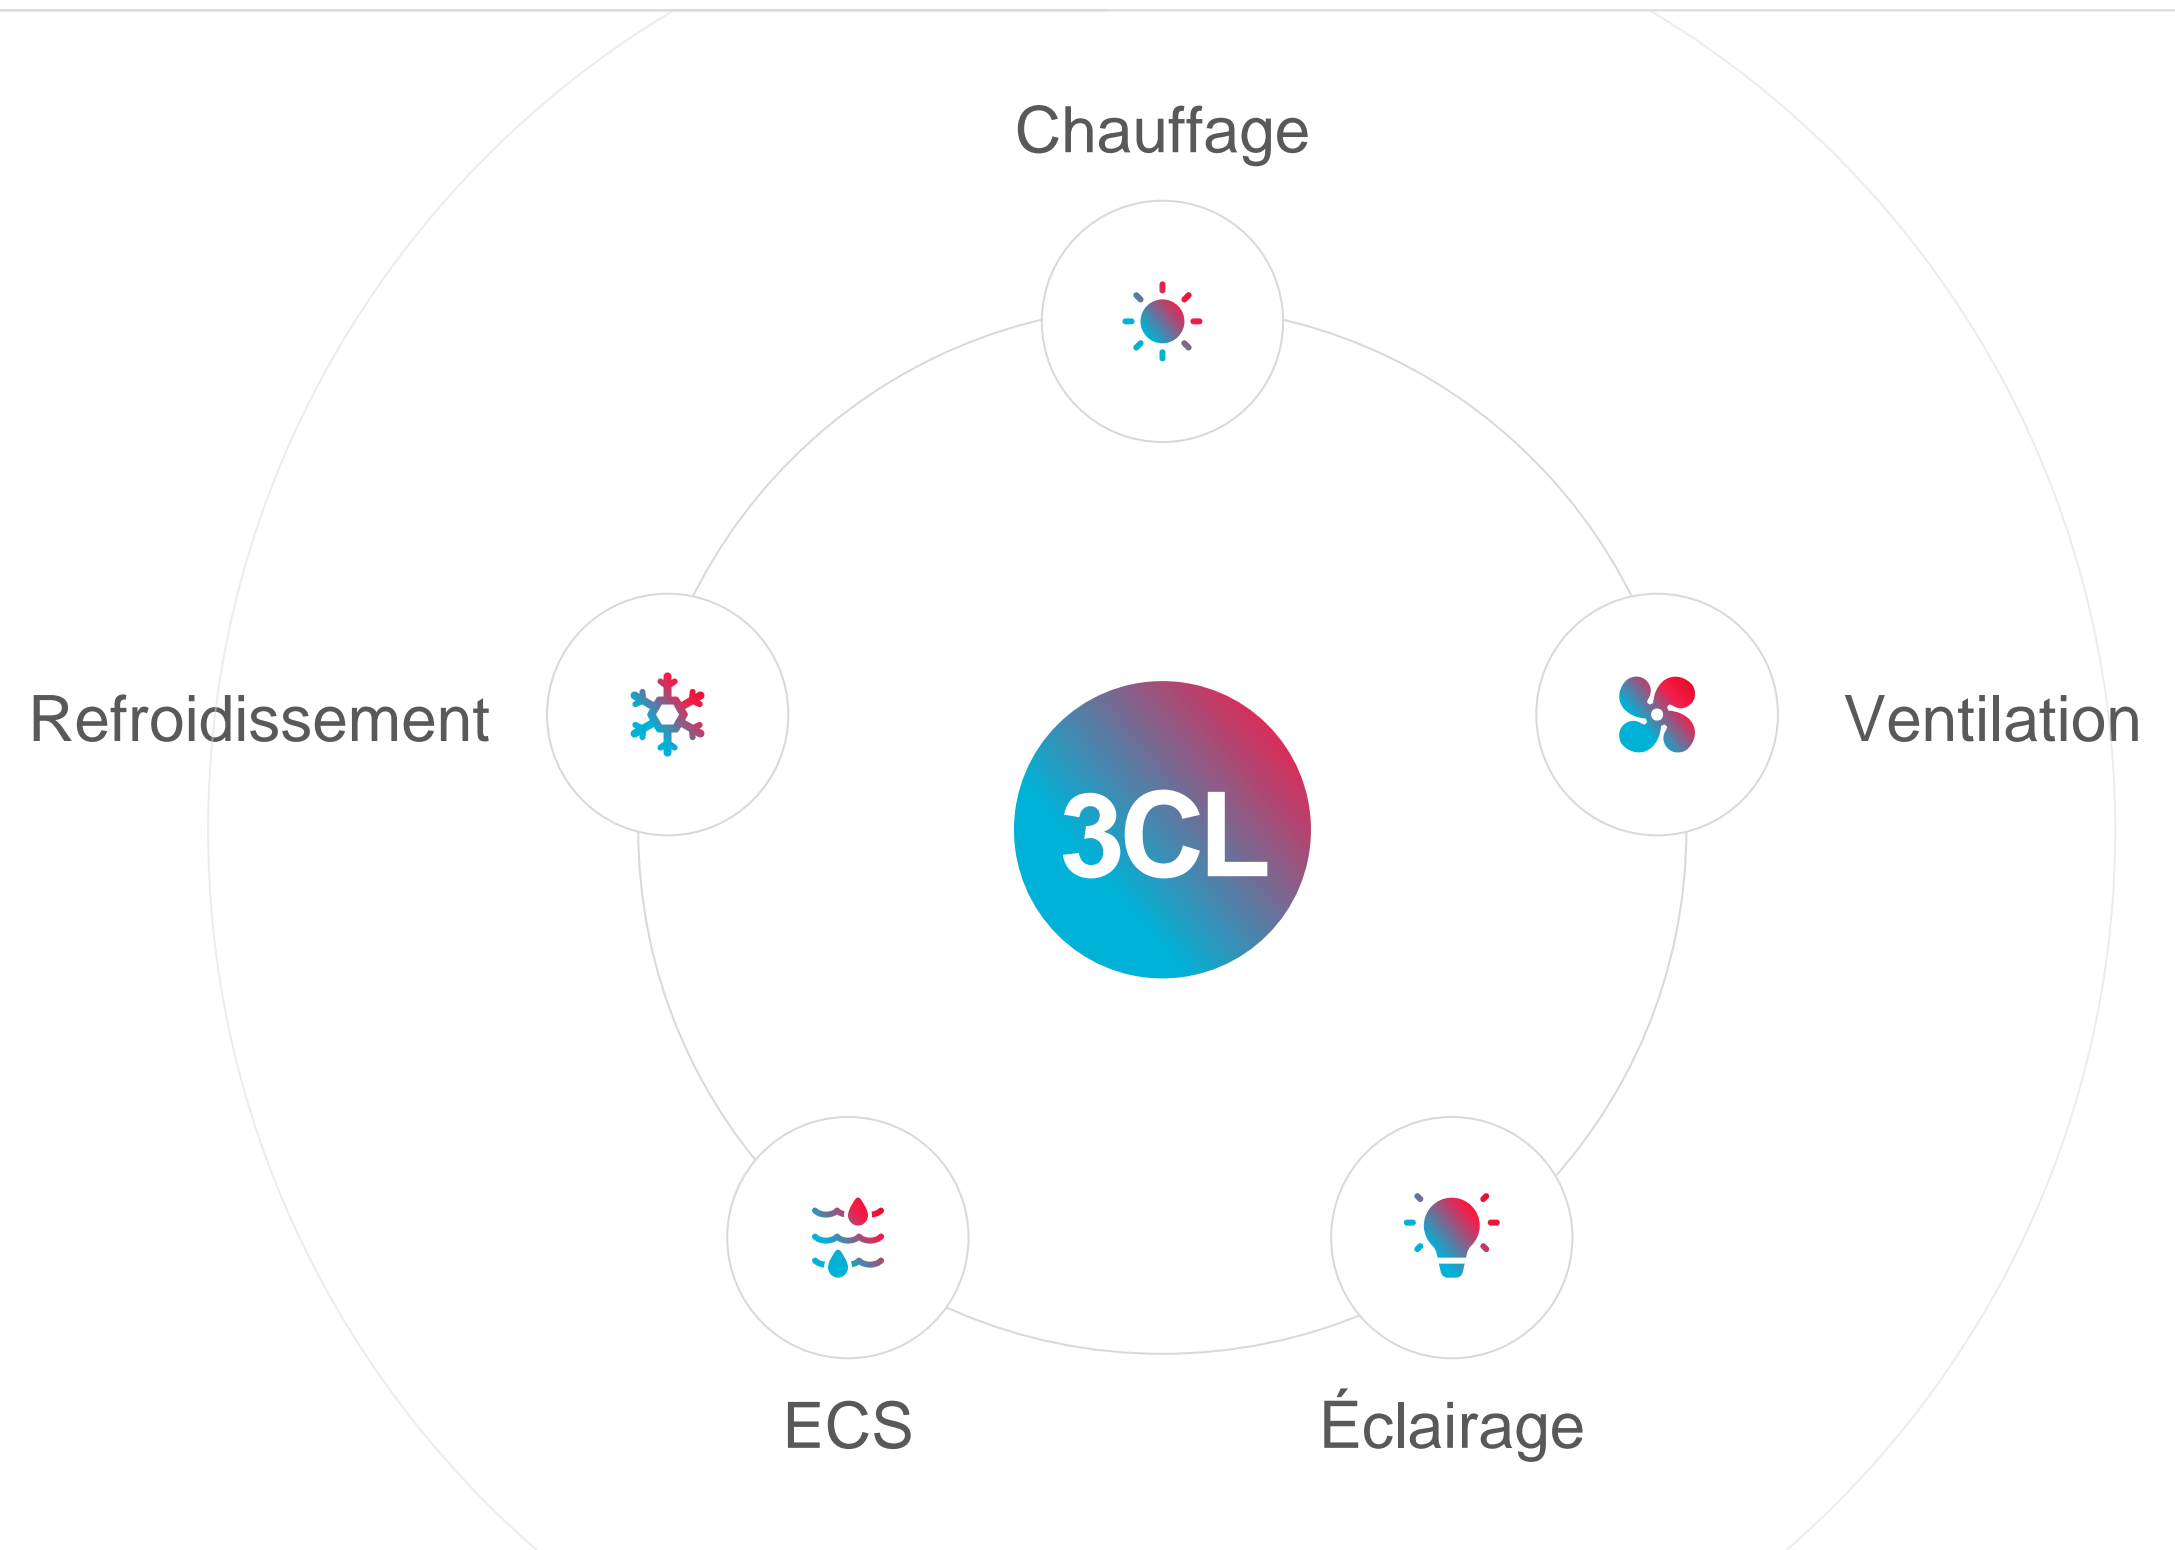 Chauffage
Refroidissement
Ventilation
3CL
ECS
Éclairage